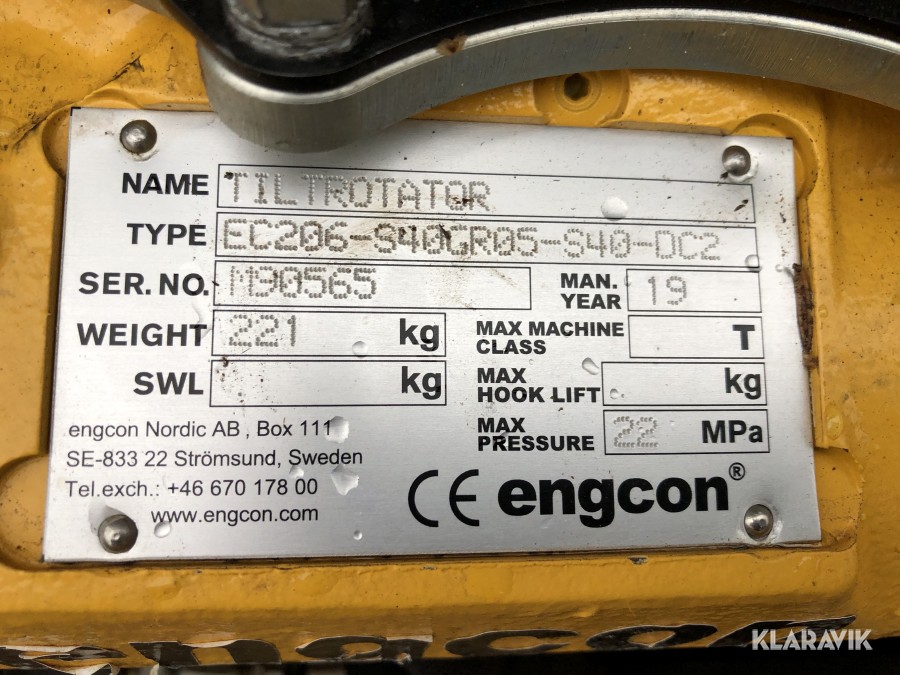 NAME TILTROTATOR
TYPE EC206-S40GR05-S40-DC2
SER. NO. M90565 MAN. YEAR 19
WEIGHT 221 kg MAX MACHINE CLASS T
SWL kg MAX HOOK LIFT kg
MAX PRESSURE 22 MPa
engcon Nordic AB , Box 111
SE-833 22 Strömsund, Sweden
Tel.exch.: +46 670 178 00
www.engcon.com
CE engcon®
engcon
KLARAVIK